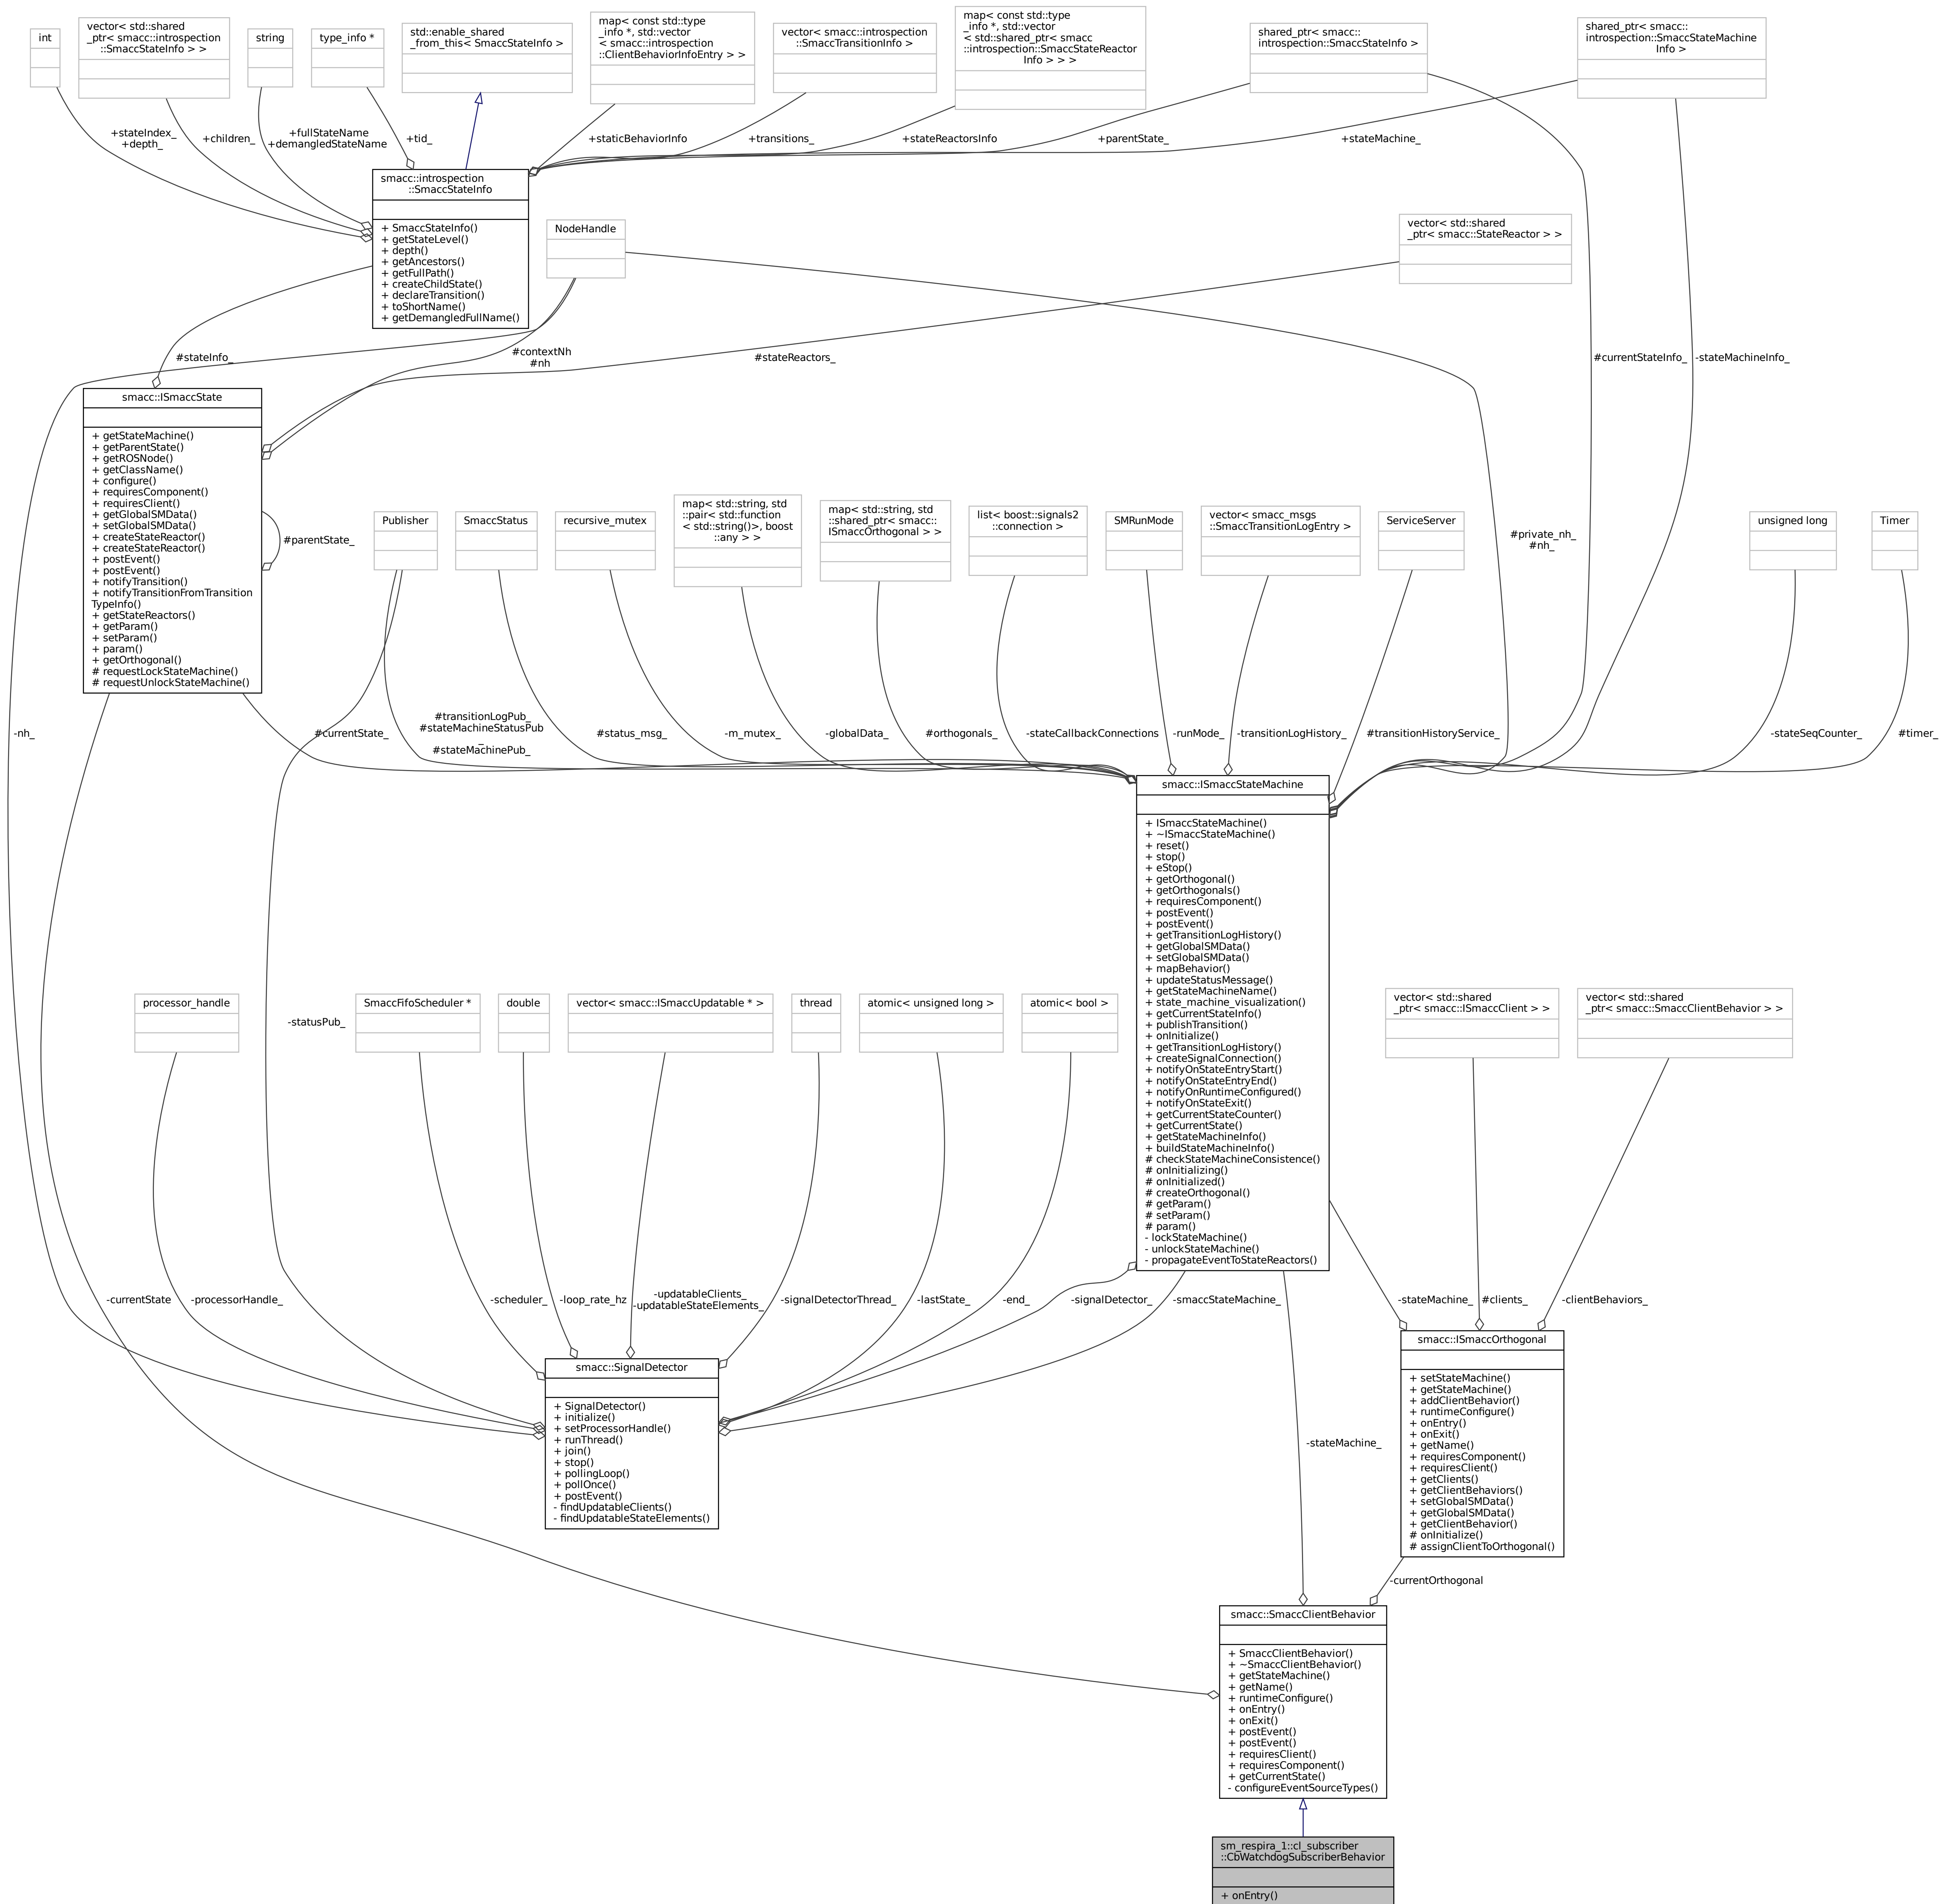 int
vector< std::shared
_ptr< smacc::introspection
::SmaccStateInfo > >
string
type_info *
std::enable_shared
_from_this< SmaccStateInfo >
map< const std::type
_info *, std::vector
< smacc::introspection
::ClientBehaviorInfoEntry > >
vector< smacc::introspection
::SmaccTransitionInfo >
map< const std::type
_info *, std::vector
< std::shared_ptr< smacc
::introspection::SmaccStateReactor
Info > > >
shared_ptr< smacc::
introspection::SmaccStateInfo >
shared_ptr< smacc::
introspection::SmaccStateMachine
Info >
+stateIndex_
+depth_
+children_
+fullStateName
+demangledStateName
+tid_
+staticBehaviorInfo
+transitions_
+stateReactorsInfo
+parentState_
+stateMachine_
smacc::introspection
::SmaccStateInfo
+ SmaccStateInfo()
+ getStateLevel()
+ depth()
+ getAncestors()
+ getFullPath()
+ createChildState()
+ declareTransition()
+ toShortName()
+ getDemangledFullName()
NodeHandle
vector< std::shared
_ptr< smacc::StateReactor > >
#stateInfo_
#contextNh
#nh
#stateReactors_
#currentStateInfo_
-stateMachineInfo_
smacc::ISmaccState
+ getStateMachine()
+ getParentState()
+ getROSNode()
+ getClassName()
+ configure()
+ requiresComponent()
+ requiresClient()
+ getGlobalSMData()
+ setGlobalSMData()
+ createStateReactor()
+ createStateReactor()
+ postEvent()
+ postEvent()
+ notifyTransition()
+ notifyTransitionFromTransition
TypeInfo()
+ getStateReactors()
+ getParam()
+ setParam()
+ param()
+ getOrthogonal()
# requestLockStateMachine()
# requestUnlockStateMachine()
#parentState_
Publisher
SmaccStatus
recursive_mutex
map< std::string, std
::pair< std::function
< std::string()>, boost
::any > >
map< std::string, std
::shared_ptr< smacc::
ISmaccOrthogonal > >
list< boost::signals2
::connection >
SMRunMode
vector< smacc_msgs
::SmaccTransitionLogEntry >
ServiceServer
#private_nh_
#nh_
unsigned long
Timer
-nh_
#currentState_
#transitionLogPub_
#stateMachineStatusPub
_
#stateMachinePub_
#status_msg_
-m_mutex_
-globalData_
#orthogonals_
-stateCallbackConnections
-runMode_
-transitionLogHistory_
#transitionHistoryService_
-stateSeqCounter_
#timer_
smacc::ISmaccStateMachine
+ ISmaccStateMachine()
+ ~ISmaccStateMachine()
+ reset()
+ stop()
+ eStop()
+ getOrthogonal()
+ getOrthogonals()
+ requiresComponent()
+ postEvent()
+ postEvent()
+ getTransitionLogHistory()
+ getGlobalSMData()
+ setGlobalSMData()
+ mapBehavior()
+ updateStatusMessage()
+ getStateMachineName()
+ state_machine_visualization()
+ getCurrentStateInfo()
+ publishTransition()
+ onInitialize()
+ getTransitionLogHistory()
+ createSignalConnection()
+ notifyOnStateEntryStart()
+ notifyOnStateEntryEnd()
+ notifyOnRuntimeConfigured()
+ notifyOnStateExit()
+ getCurrentStateCounter()
+ getCurrentState()
+ getStateMachineInfo()
+ buildStateMachineInfo()
# checkStateMachineConsistence()
# onInitializing()
# onInitialized()
# createOrthogonal()
# getParam()
# setParam()
# param()
- lockStateMachine()
- unlockStateMachine()
- propagateEventToStateReactors()
processor_handle
-statusPub_
SmaccFifoScheduler *
double
vector< smacc::ISmaccUpdatable * >
thread
atomic< unsigned long >
atomic< bool >
vector< std::shared
_ptr< smacc::ISmaccClient > >
vector< std::shared
_ptr< smacc::SmaccClientBehavior > >
-currentState
-processorHandle_
-scheduler_
-loop_rate_hz
-updatableClients_
-updatableStateElements_
-signalDetectorThread_
-lastState_
-end_
-signalDetector_
-smaccStateMachine_
-stateMachine_
#clients_
-clientBehaviors_
smacc::SignalDetector
+ SignalDetector()
+ initialize()
+ setProcessorHandle()
+ runThread()
+ join()
+ stop()
+ pollingLoop()
+ pollOnce()
+ postEvent()
- findUpdatableClients()
- findUpdatableStateElements()
-stateMachine_
smacc::ISmaccOrthogonal
+ setStateMachine()
+ getStateMachine()
+ addClientBehavior()
+ runtimeConfigure()
+ onEntry()
+ onExit()
+ getName()
+ requiresComponent()
+ requiresClient()
+ getClients()
+ getClientBehaviors()
+ setGlobalSMData()
+ getGlobalSMData()
+ getClientBehavior()
# onInitialize()
# assignClientToOrthogonal()
-currentOrthogonal
smacc::SmaccClientBehavior
+ SmaccClientBehavior()
+ ~SmaccClientBehavior()
+ getStateMachine()
+ getName()
+ runtimeConfigure()
+ onEntry()
+ onExit()
+ postEvent()
+ postEvent()
+ requiresClient()
+ requiresComponent()
+ getCurrentState()
- configureEventSourceTypes()
sm_respira_1::cl_subscriber
::CbWatchdogSubscriberBehavior
+ onEntry()